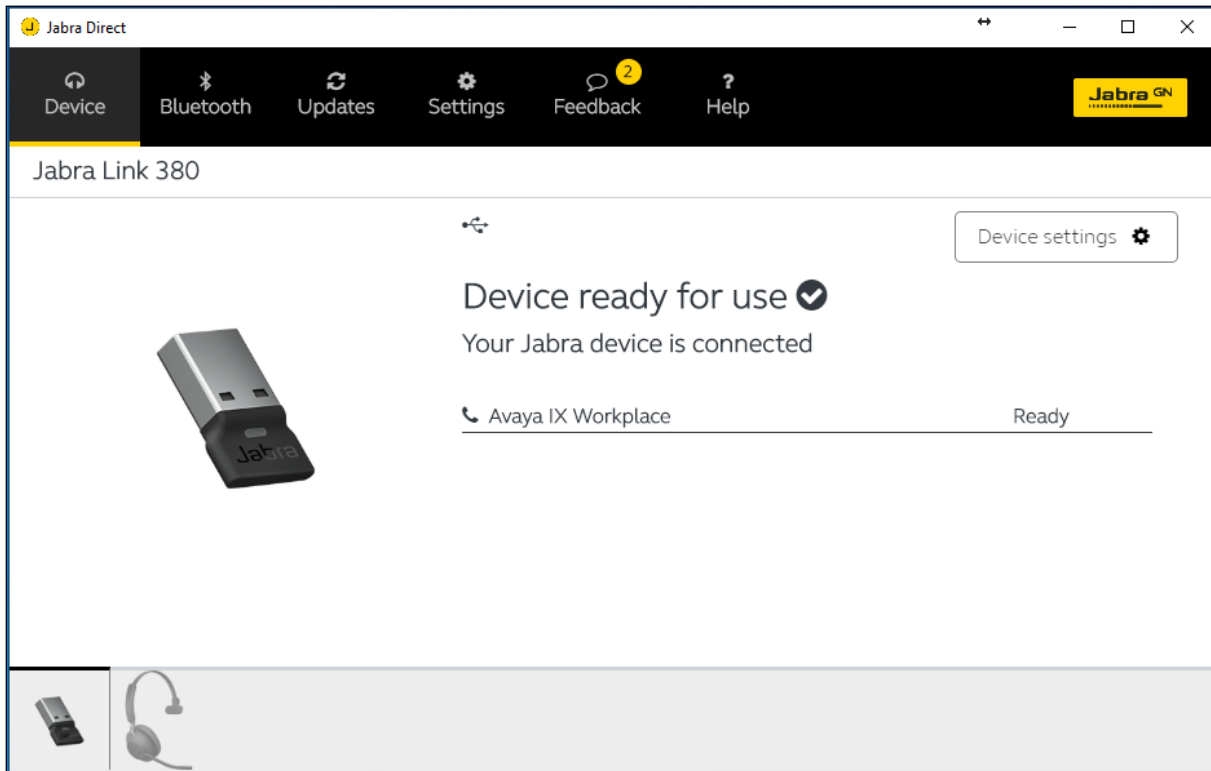 Jabra Direct
Device Bluetooth Updates Settings Feedback 2 Help Jabra GN
Jabra Link 380
Device settings
Device ready for use
Your Jabra device is connected
Avaya IX Workplace Ready
Jabra